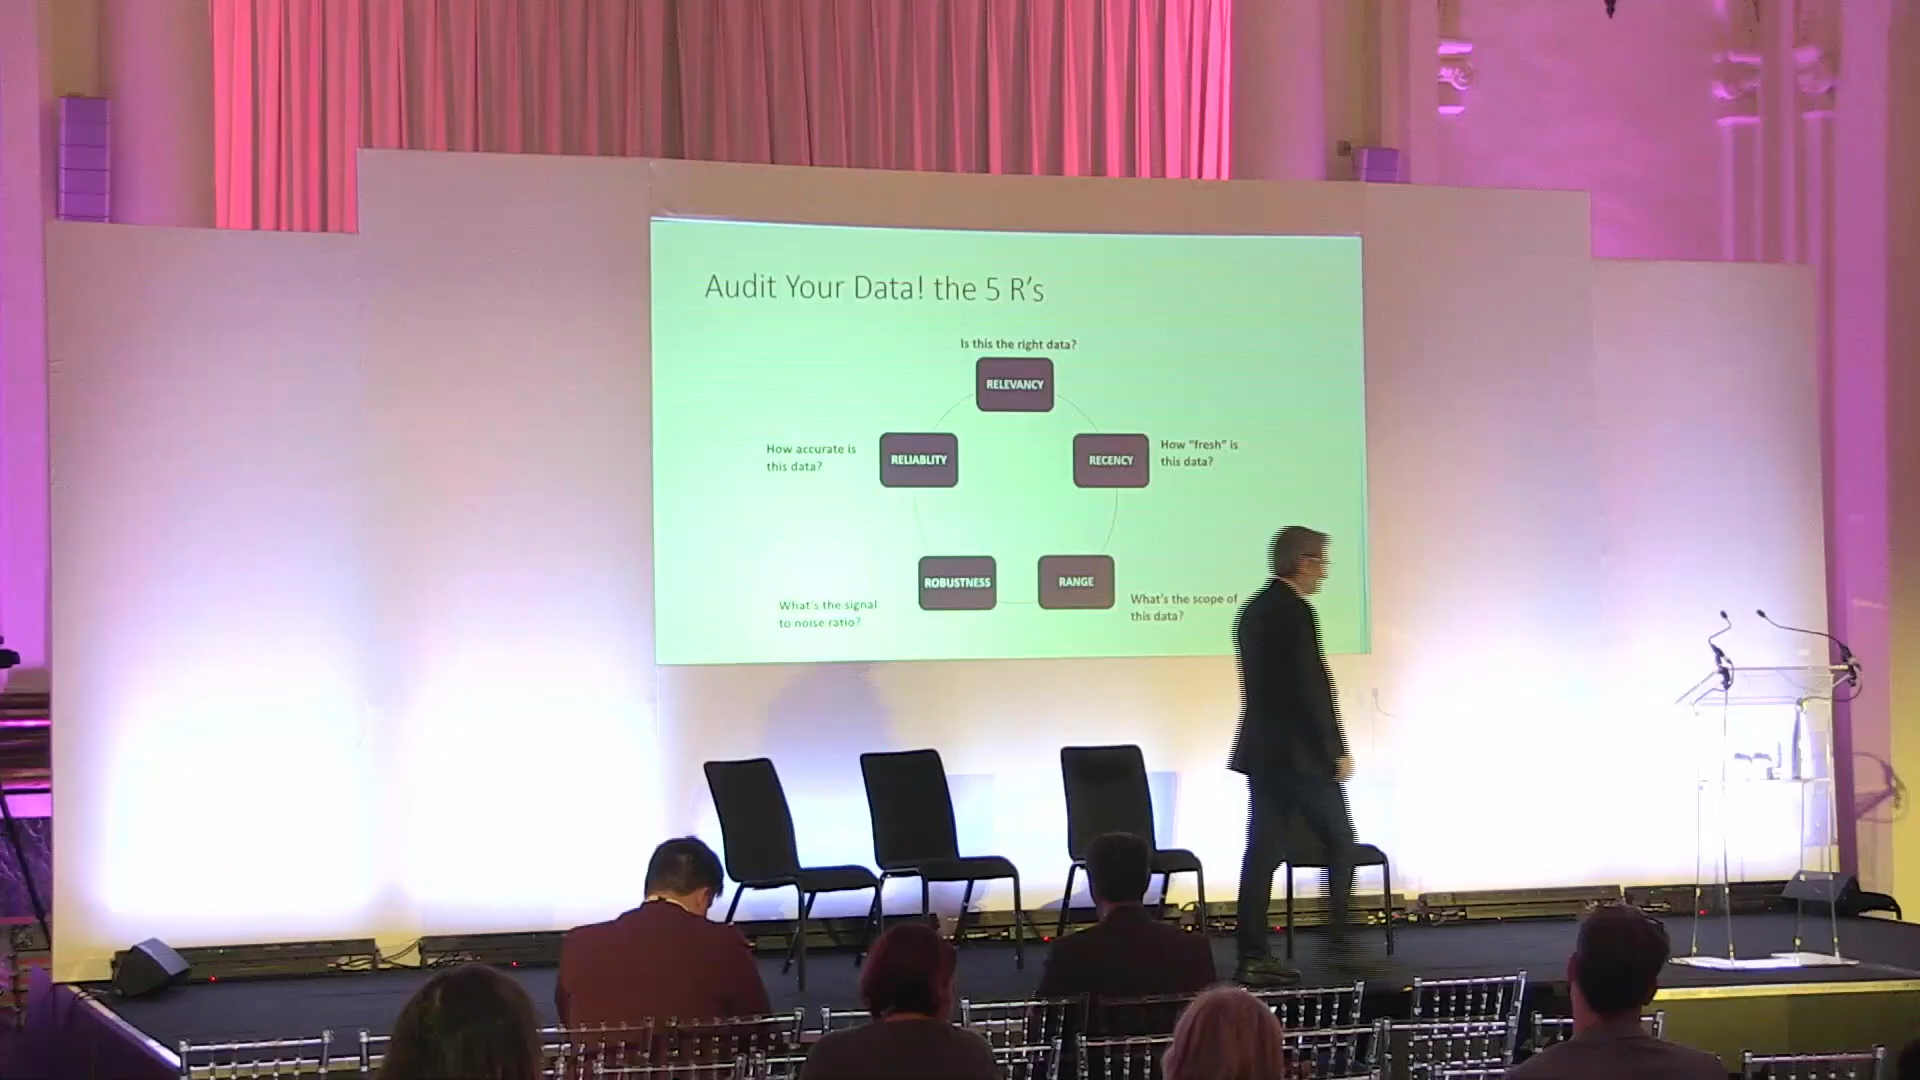 Audit Your Data! the 5 R's
Is this the right data?
RELEVANCY
How accurate is
this data?
RELIABLITY
RECENCY
How "fresh" is
this data?
ROBUSTNESS
RANGE
What's the signal
to noise ratio?
What's the scope of
this data?